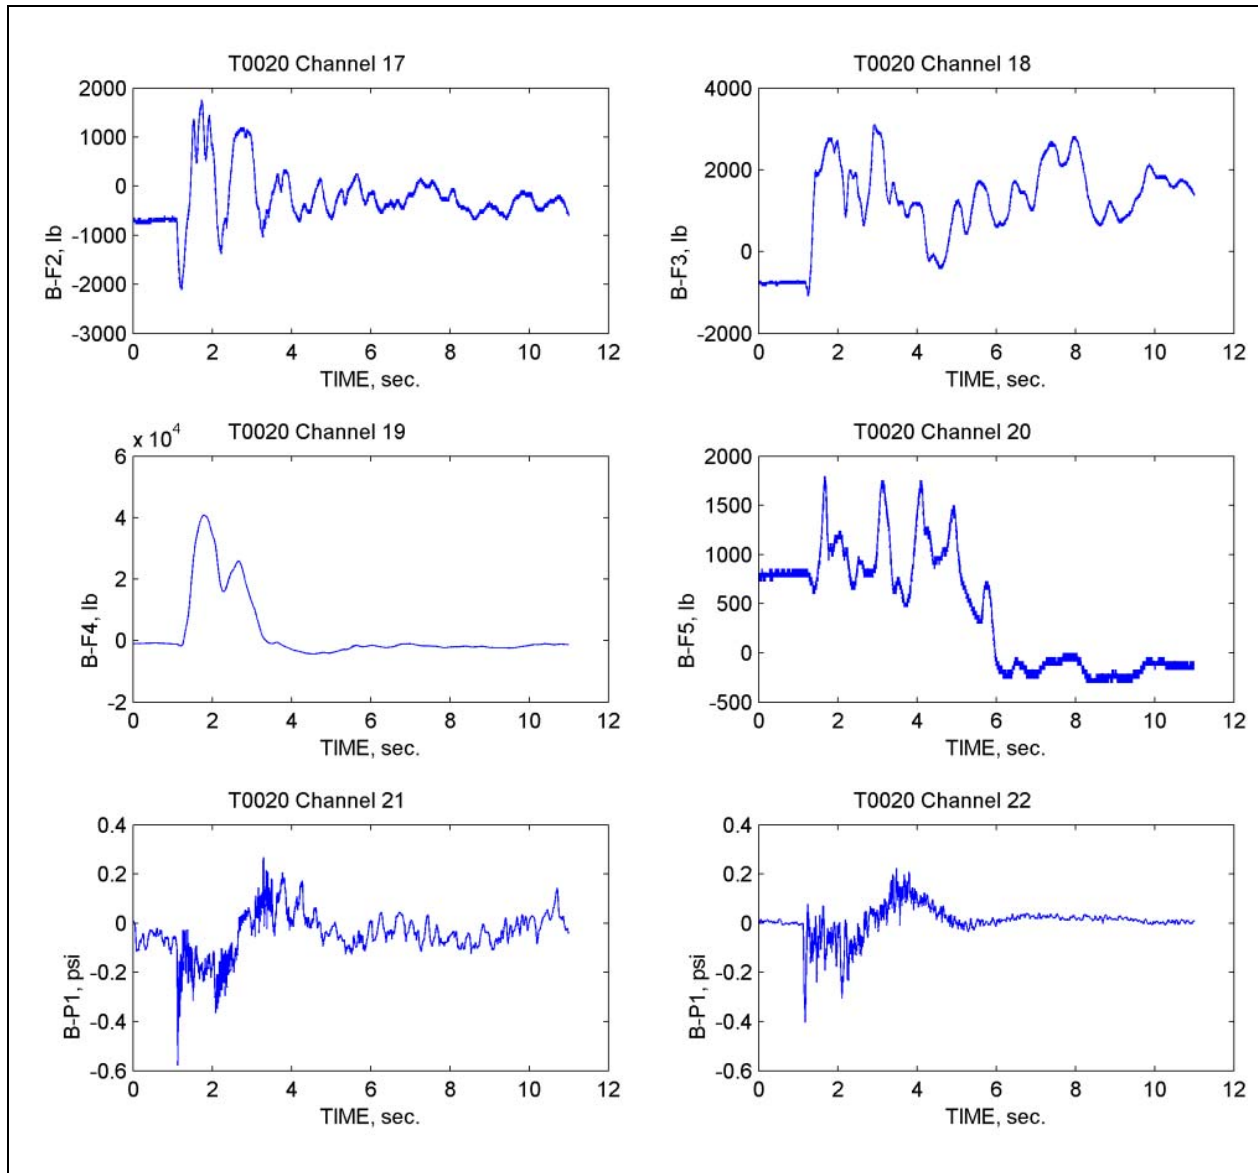 T0020 Channel 17
2000
1000
0
-1000
-2000
-3000
B-F2, lb
0 2 4 6 8 10 12
TIME, sec.
T0020 Channel 18
4000
2000
0
-2000
B-F3, lb
0 2 4 6 8 10 12
TIME, sec.
x 10^4
T0020 Channel 19
6
4
2
0
-2
B-F4, lb
0 2 4 6 8 10 12
TIME, sec.
T0020 Channel 20
2000
1500
1000
500
0
-500
B-F5, lb
0 2 4 6 8 10 12
TIME, sec.
T0020 Channel 21
0.4
0.2
0
-0.2
-0.4
-0.6
B-P1, psi
0 2 4 6 8 10 12
TIME, sec.
T0020 Channel 22
0.4
0.2
0
-0.2
-0.4
-0.6
B-P1, psi
0 2 4 6 8 10 12
TIME, sec.